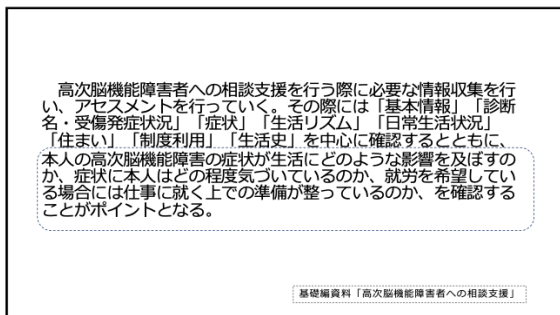 高次脳機能障害者への相談支援を行う際に必要な情報収集を行
い、アセスメントを行っていく。その際には「基本情報」「診断
名・受傷発症状況」「症状」「生活リズム」「日常生活状況」
「住まい」「制度利用」「生活史」を中心に確認するとともに、
本人の高次脳機能障害の症状が生活にどのような影響を及ぼすの
か、症状に本人はどの程度気づいているのか、就労を希望してい
る場合には仕事に就く上での準備が整っているのか、を確認する
ことがポイントとなる。
基礎編資料「高次脳機能障害者への相談支援」